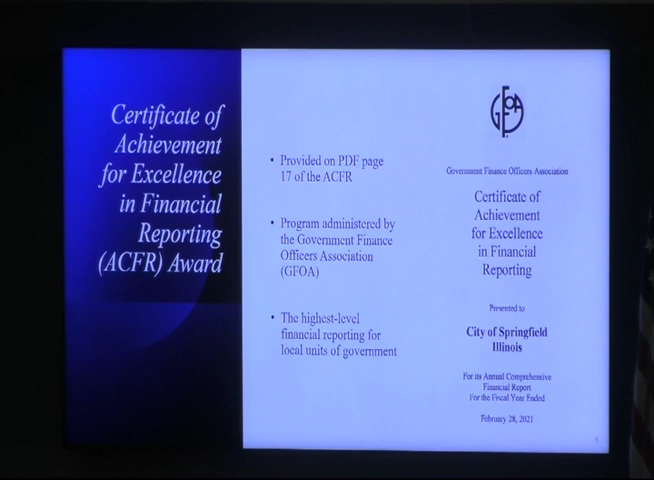 Certificate of
Achievement
for Excellence
in Financial
Reporting
(ACFR) Award
• Provided on PDF page
17 of the ACFR
• Program administered by
the Government Finance
Officers Association
(GFOA)
• The highest-level
financial reporting for
local units of government
GFOA
Government Finance Officers Association
Certificate of
Achievement
for Excellence
in Financial
Reporting
Presented to
City of Springfield
Illinois
For its Annual Comprehensive
Financial Report
For the Fiscal Year Ended
February 28, 2021